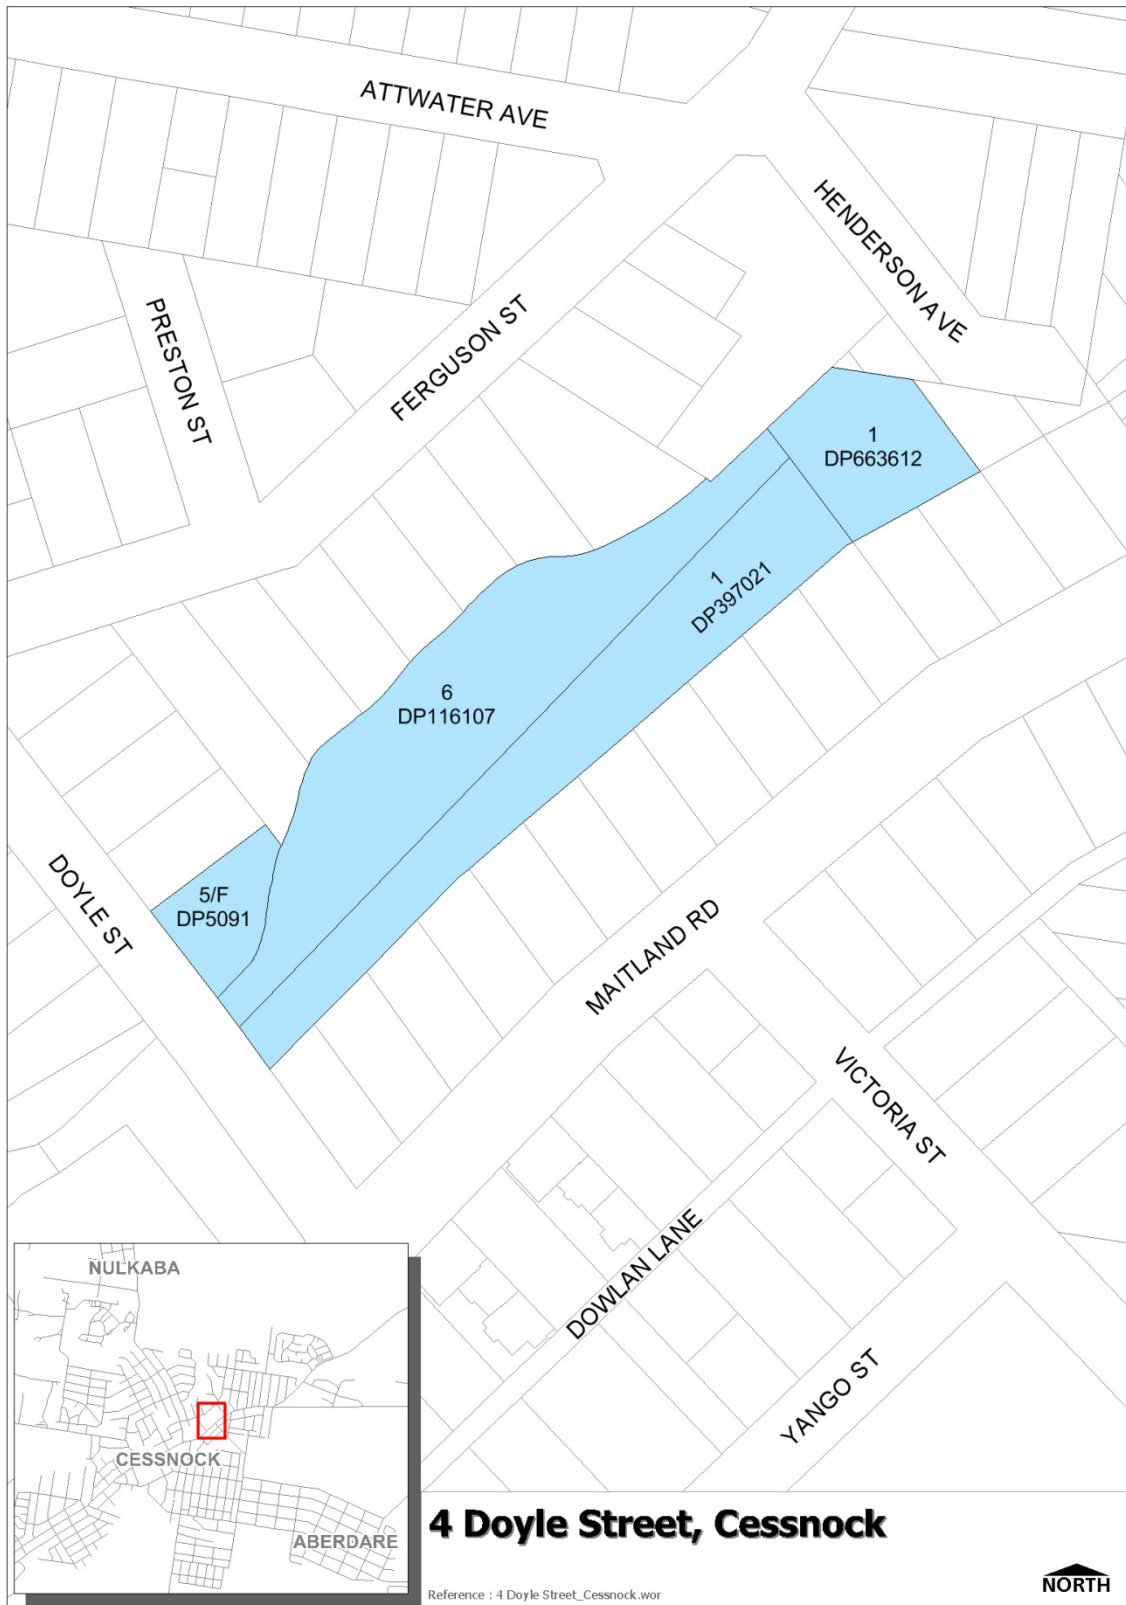 ATTWATER AVE
HENDERSON AVE
PRESTON ST
FERGUSON ST
1
DP663612
1
DP397021
6
DP116107
5/F
DP5091
DOYLE ST
MAITLAND RD
VICTORIA ST
DOWLAN LANE
YANGO ST
NULKABA
CESSNOCK
ABERDARE
4 Doyle Street, Cessnock
Reference : 4 Doyle Street_Cessnock.wor
NORTH